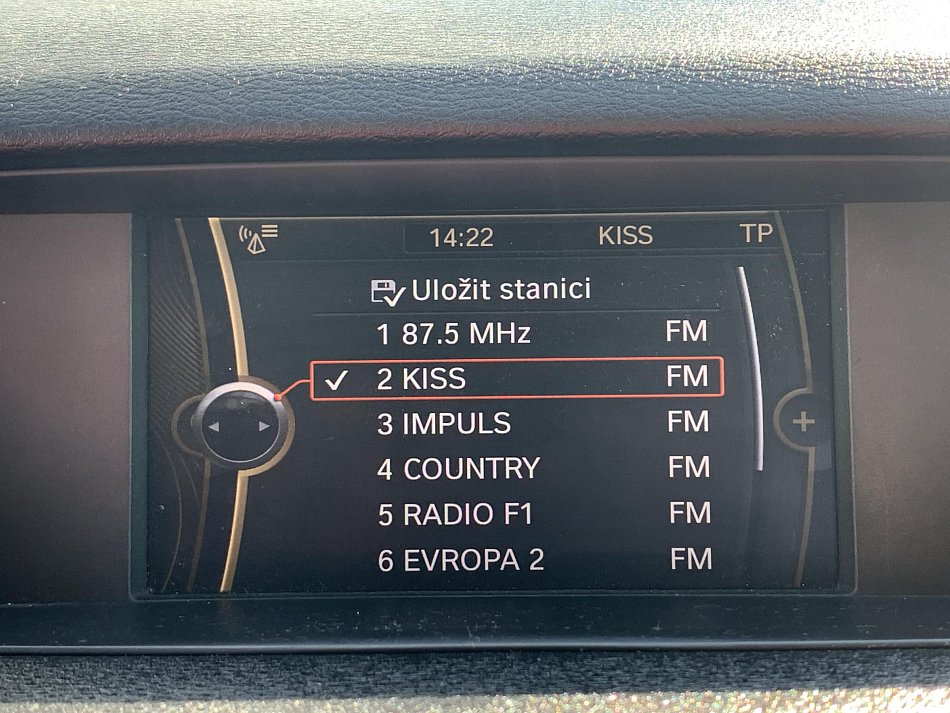 14:22 KISS TP
Uložit stanici
1 87.5 MHz FM
2 KISS FM
3 IMPULS FM
4 COUNTRY FM
5 RADIO F1 FM
6 EVROPA 2 FM